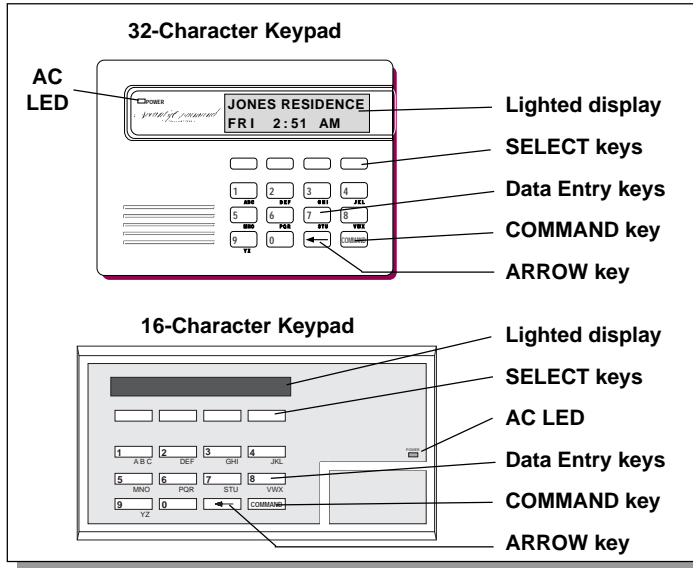 32-Character Keypad
AC
LED
POWER
JONES RESIDENCE
FRI 2:51 AM
Lighted display
SELECT keys
1 2 3 4
ABC DEF GHI JKL
Data Entry keys
5 6 7 8
MNO PQR STU VWX
COMMAND key
9 0 COMMAND
YZ
ARROW key
16-Character Keypad
Lighted display
SELECT keys
AC LED
POWER
1 2 3 4
ABC DEF GHI JKL
Data Entry keys
5 6 7 8
MNO PQR STU VWX
COMMAND key
9 0 COMMAND
YZ
ARROW key